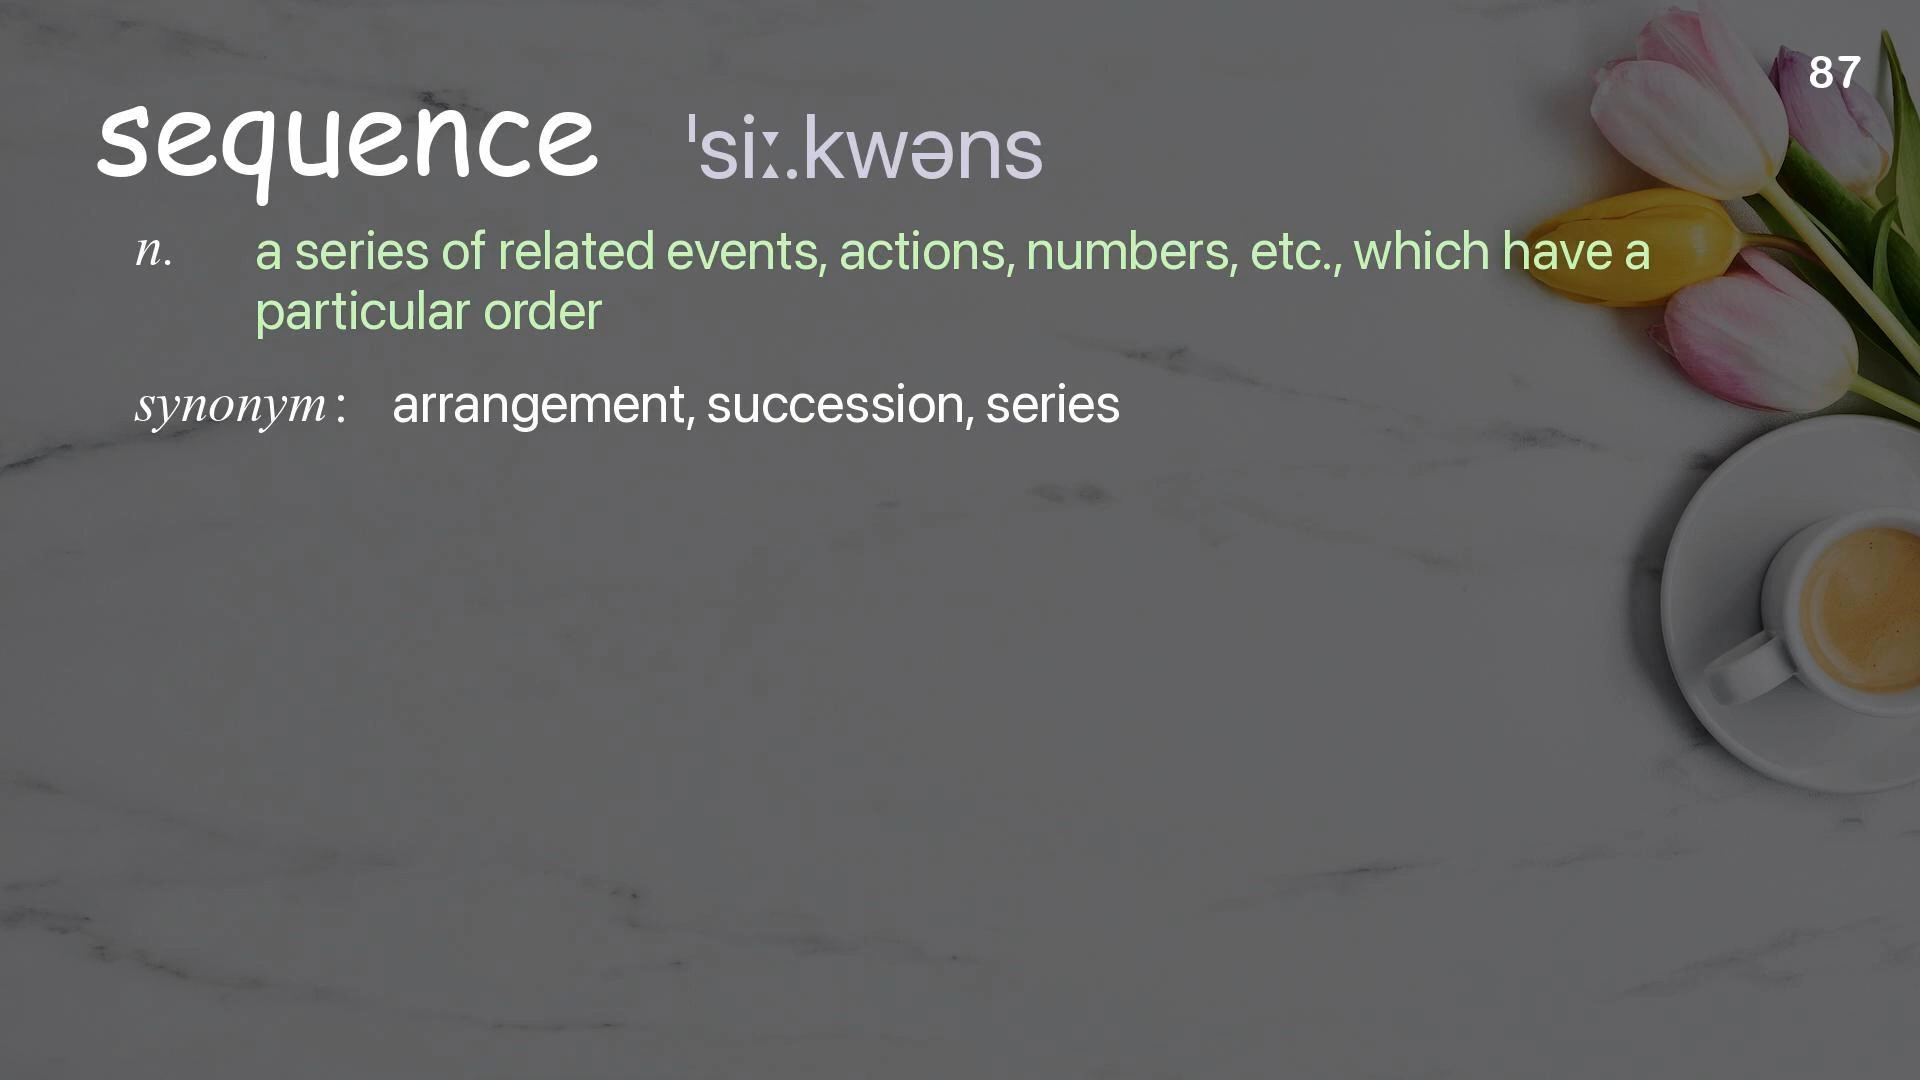 87
sequence ˈsiː.kwəns
n. a series of related events, actions, numbers, etc., which have a
particular order
synonym: arrangement, succession, series